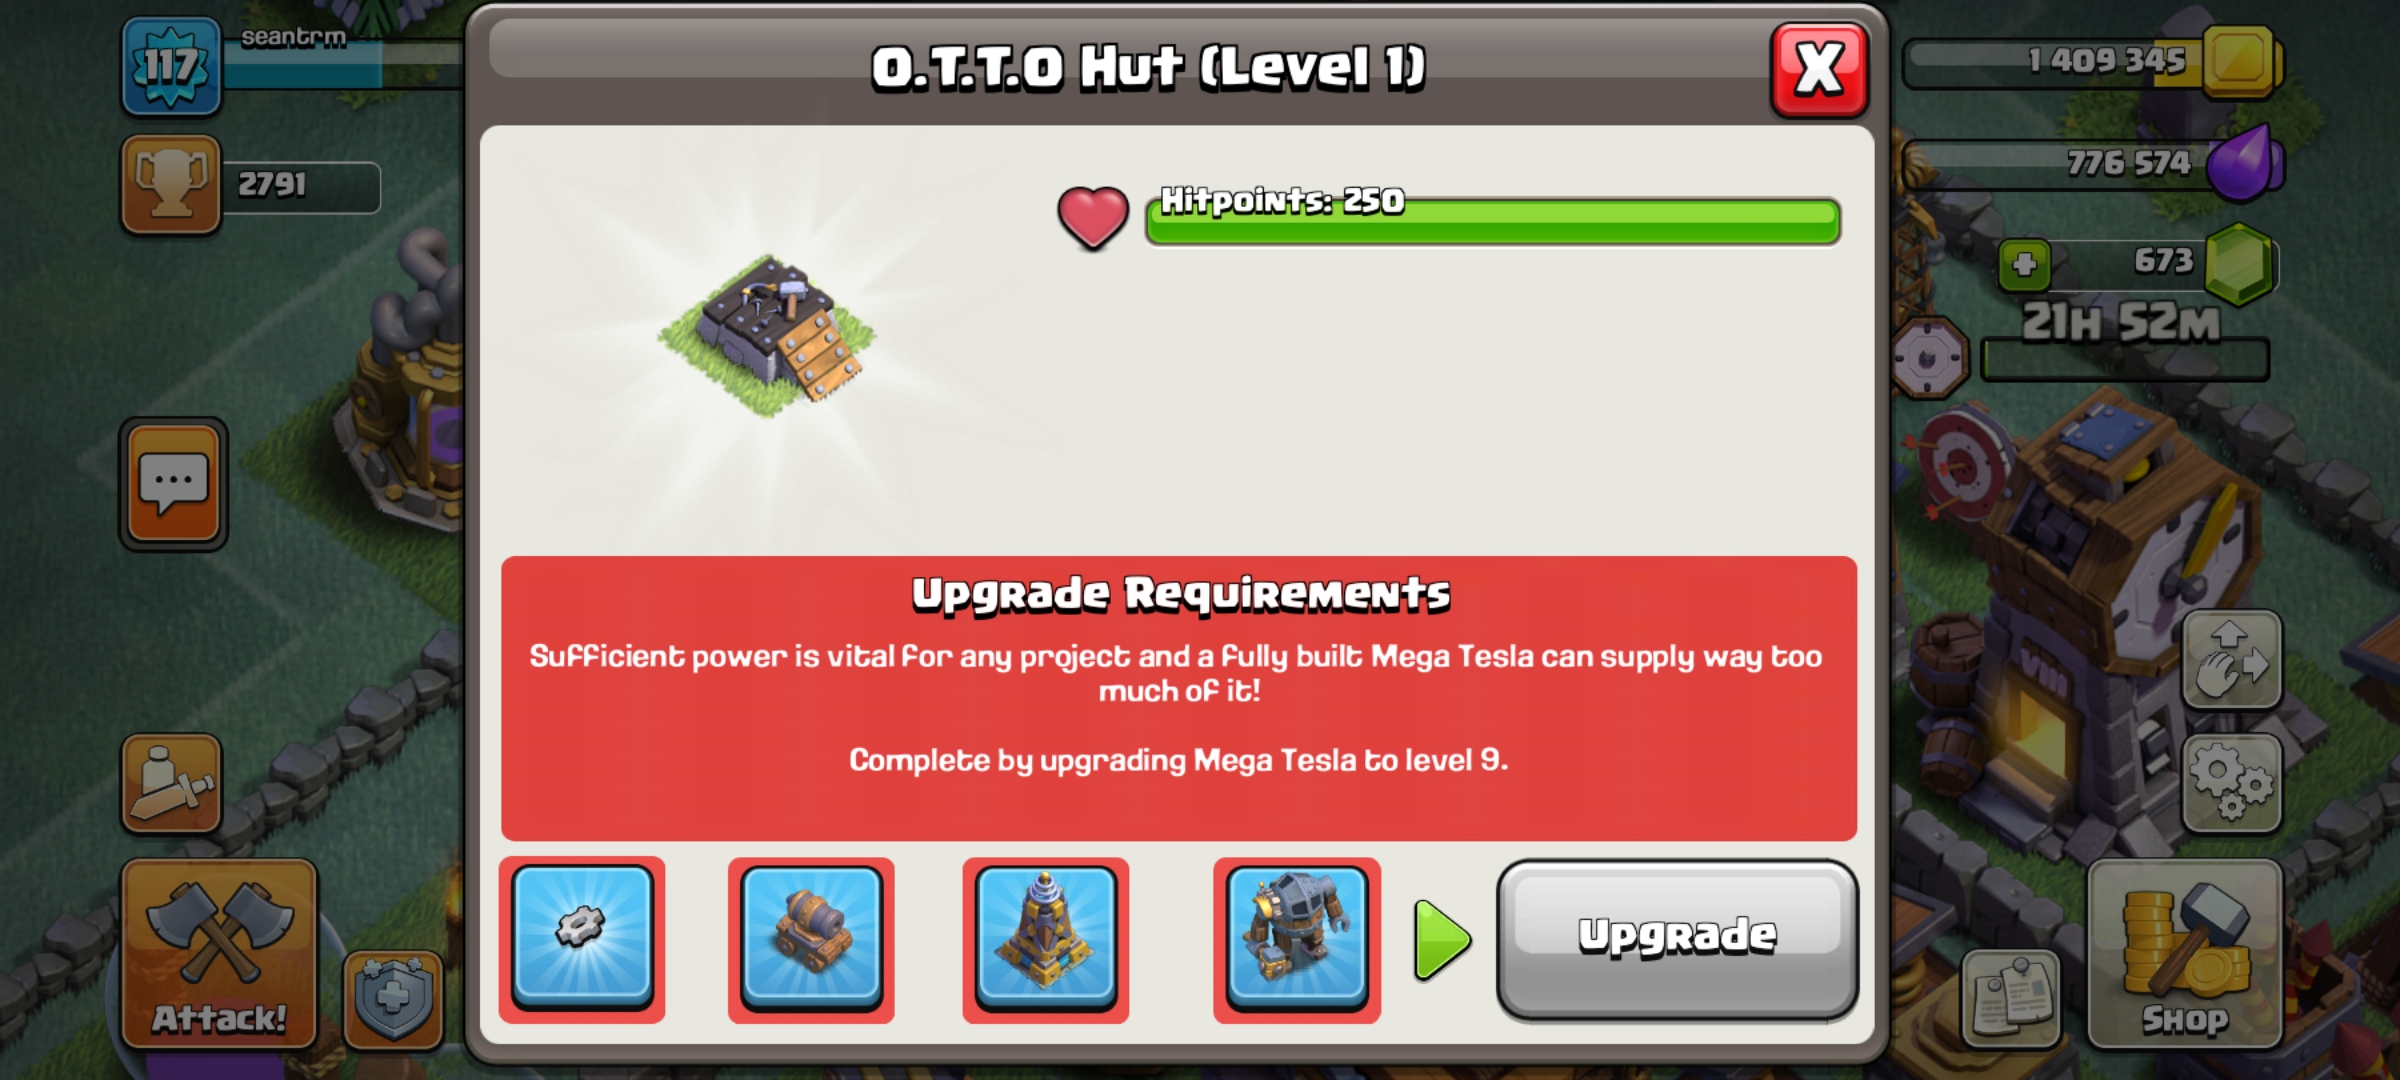 117
seantrm
2791
O.T.T.O Hut (Level 1)
X
1 409 345
776 574
673
21H 52M
Hitpoints: 250
Upgrade Requirements
Sufficient power is vital for any project and a fully built Mega Tesla can supply way too
much of it!
Complete by upgrading Mega Tesla to level 9.
VIII
Attack!
Upgrade
Shop